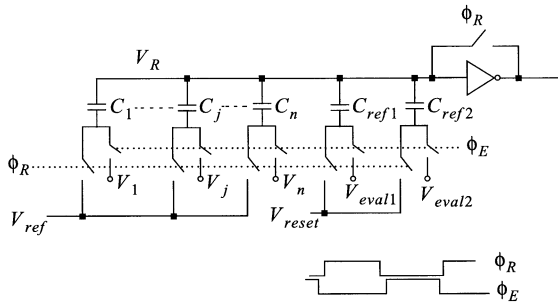 ϕ_R
V_R
C_1 C_j C_n C_ref1 C_ref2
ϕ_E
ϕ_R
V_1 V_j V_n V_eval1 V_eval2
V_ref V_reset
ϕ_R
ϕ_E